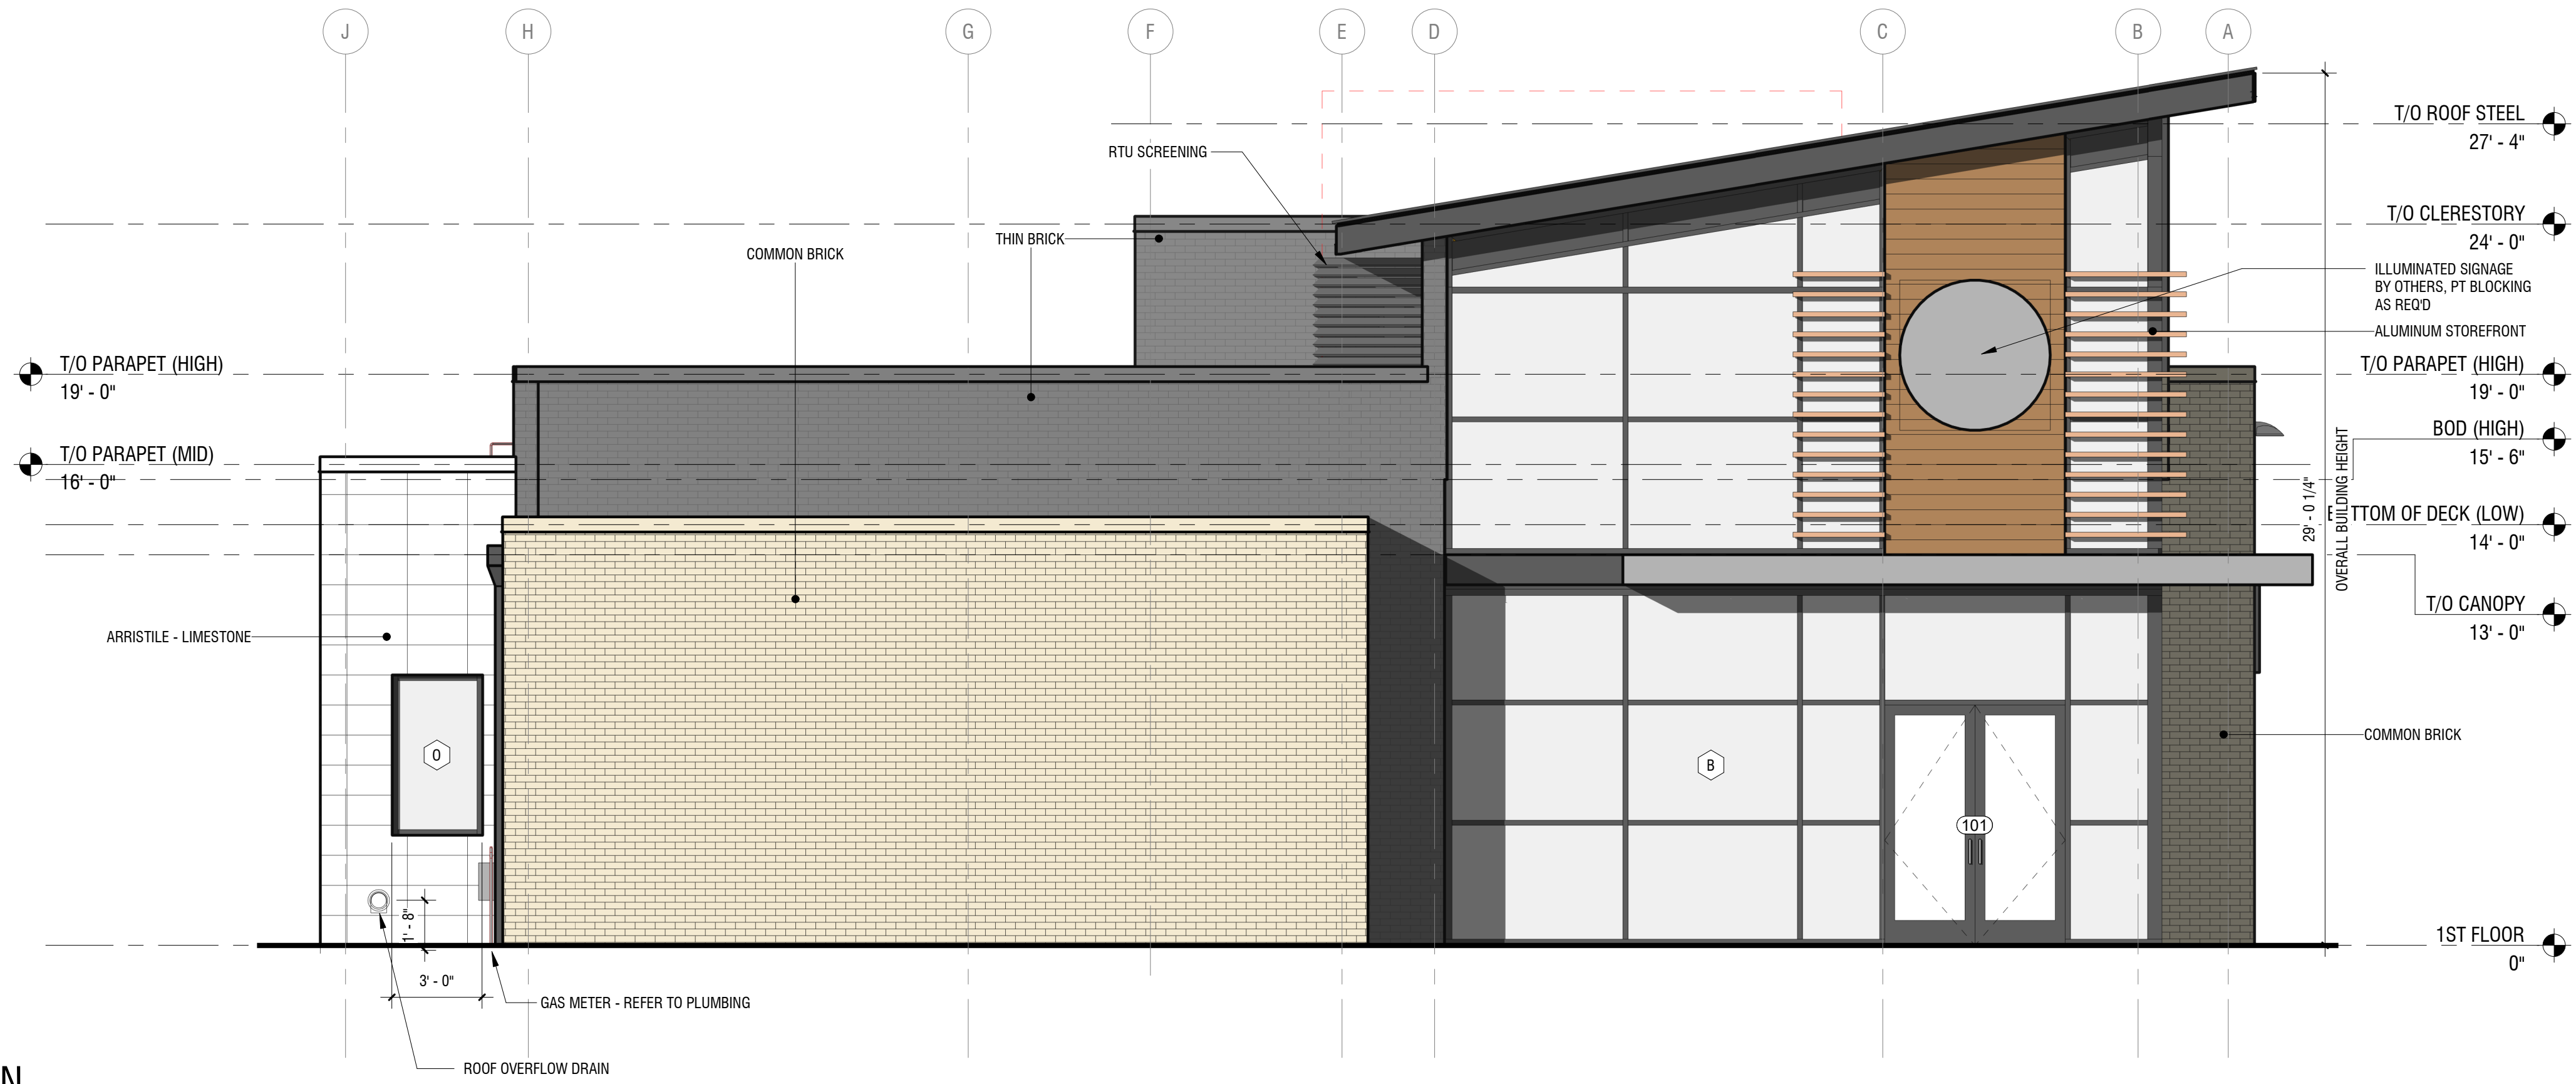 J
H
G
F
E
D
C
B
A
T/O ROOF STEEL
27' - 4"
RTU SCREENING
T/O CLERESTORY
24' - 0"
THIN BRICK
COMMON BRICK
ILLUMINATED SIGNAGE
BY OTHERS, PT BLOCKING
AS REQ'D
ALUMINUM STOREFRONT
T/O PARAPET (HIGH)
19' - 0"
T/O PARAPET (HIGH)
19' - 0"
BOD (HIGH)
15' - 6"
T/O PARAPET (MID)
16' - 0"
29' - 0 1/4"
OVERALL BUILDING HEIGHT
TTOM OF DECK (LOW)
14' - 0"
T/O CANOPY
13' - 0"
ARRISTILE - LIMESTONE
COMMON BRICK
O
B
101
1' - 8"
1ST FLOOR
0"
3' - 0"
GAS METER - REFER TO PLUMBING
ROOF OVERFLOW DRAIN
N